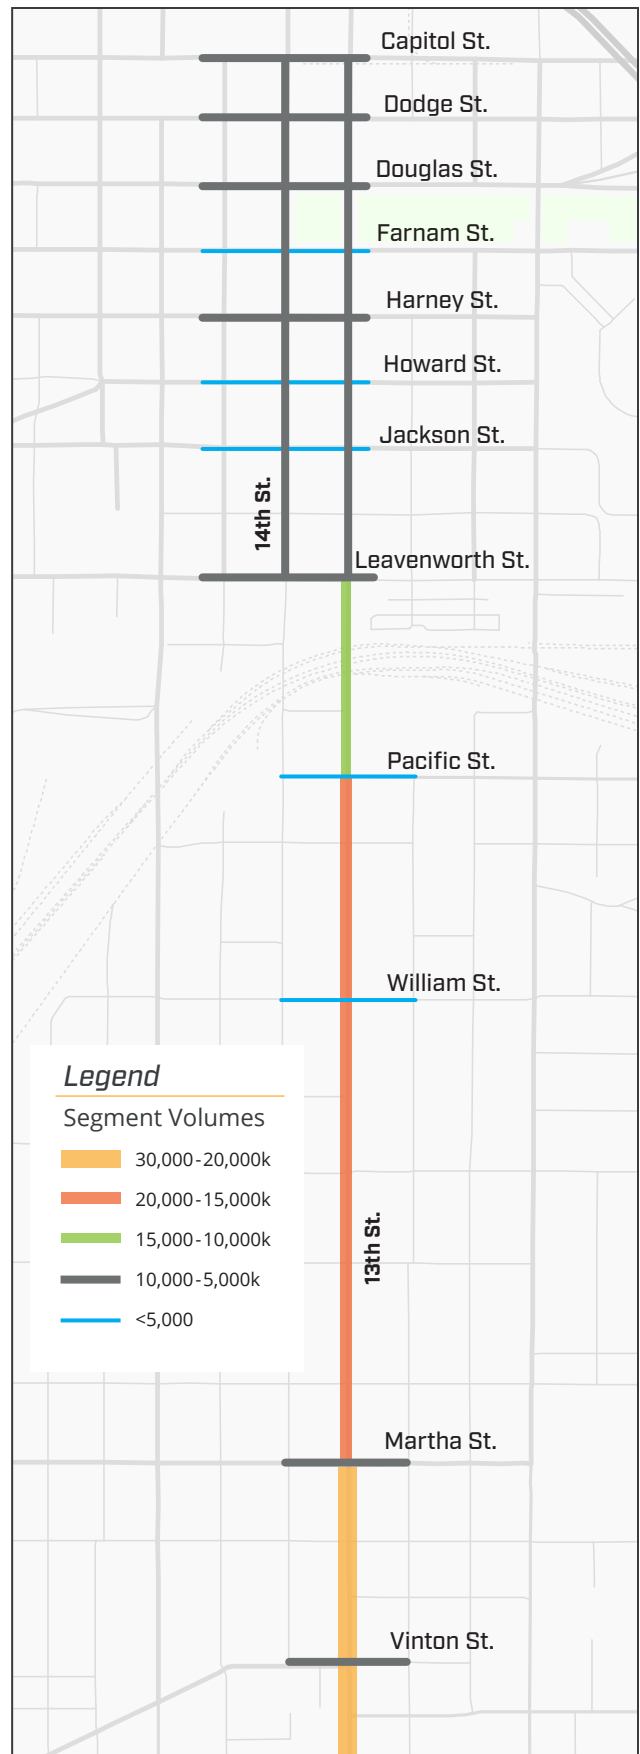 Capitol St.
Dodge St.
Douglas St.
Farnam St.
Harney St.
Howard St.
Jackson St.
14th St.
Leavenworth St.
Pacific St.
William St.
Legend
Segment Volumes
30,000-20,000k
20,000-15,000k
15,000-10,000k
10,000-5,000k
<5,000
13th St.
Martha St.
Vinton St.